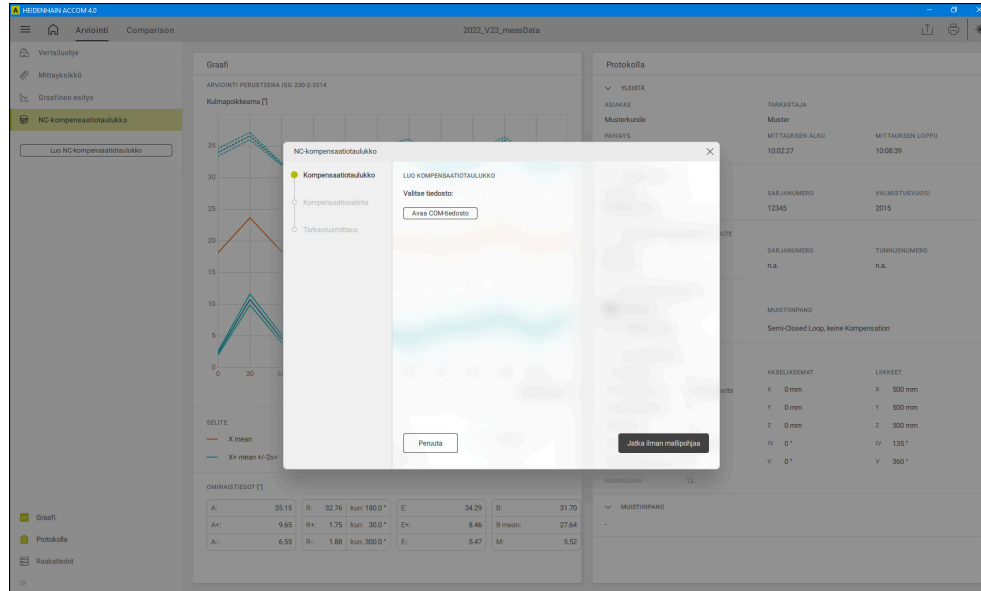 HEIDENHAIN ACCOM 4.0
Arviointi Comparison 2022_V23_measData
Vertailuohje
Mittayksikkö
Graafinen esitys
NC-kompensaatiotaulukko
Luo NC-kompensaatiotaulukko
Graafi
Protokolla
Raakatiedot
Graafi
ARVIOINTI PERUSTEENA ISO 230-2:2014
Kulmapoikkeama ["]
35
30
25
20
15
10
5
0
0 30
SELITE
X mean
X+ mean +/-2s+
OMINAISTIEDOT ["]
A: 35.15 R: 32.76 kun: 180.0 ° E: 34.29 B: 31.70
A+: 9.65 R+: 1.75 kun: 30.0 ° E+: 8.46 B mean: 27.64
A-: 6.55 R-: 1.88 kun: 300.0 ° E-: 5.47 M: 5.52
NC-kompensaatiotaulukko
Kompensaatiotaulukko
Kompensaatiovalinta
Tarkastusmittaus
LUO KOMPENSAATIOTAULUKKO
Valitse tiedosto:
Avaa COM-tiedosto
Peruuta
Jatka ilman mallipohjaa
Protokolla
YLEISTÄ
ASIAKAS TARKASTAJA
Musterkunde Muster
PÄIVÄYS MITTAUKSEN ALKU MITTAUKSEN LOPPU
10:02:27 10:08:39
SARJANUMERO VALMISTUSVUOSI
12345 2015
SARJANUMERO TUNNUSNUMERO
n.a. n.a.
MUISTIINPANO
Semi-Closed Loop, keine Kompensation
AKSELIASEMAT LIIKKEET
X 0 mm X 500 mm
Y 0 mm Y 500 mm
Z 0 mm Z 500 mm
IV 0 ° IV 135 °
V 0 ° V 360 °
ASEMALUKU 12
MUISTIINPANO
-